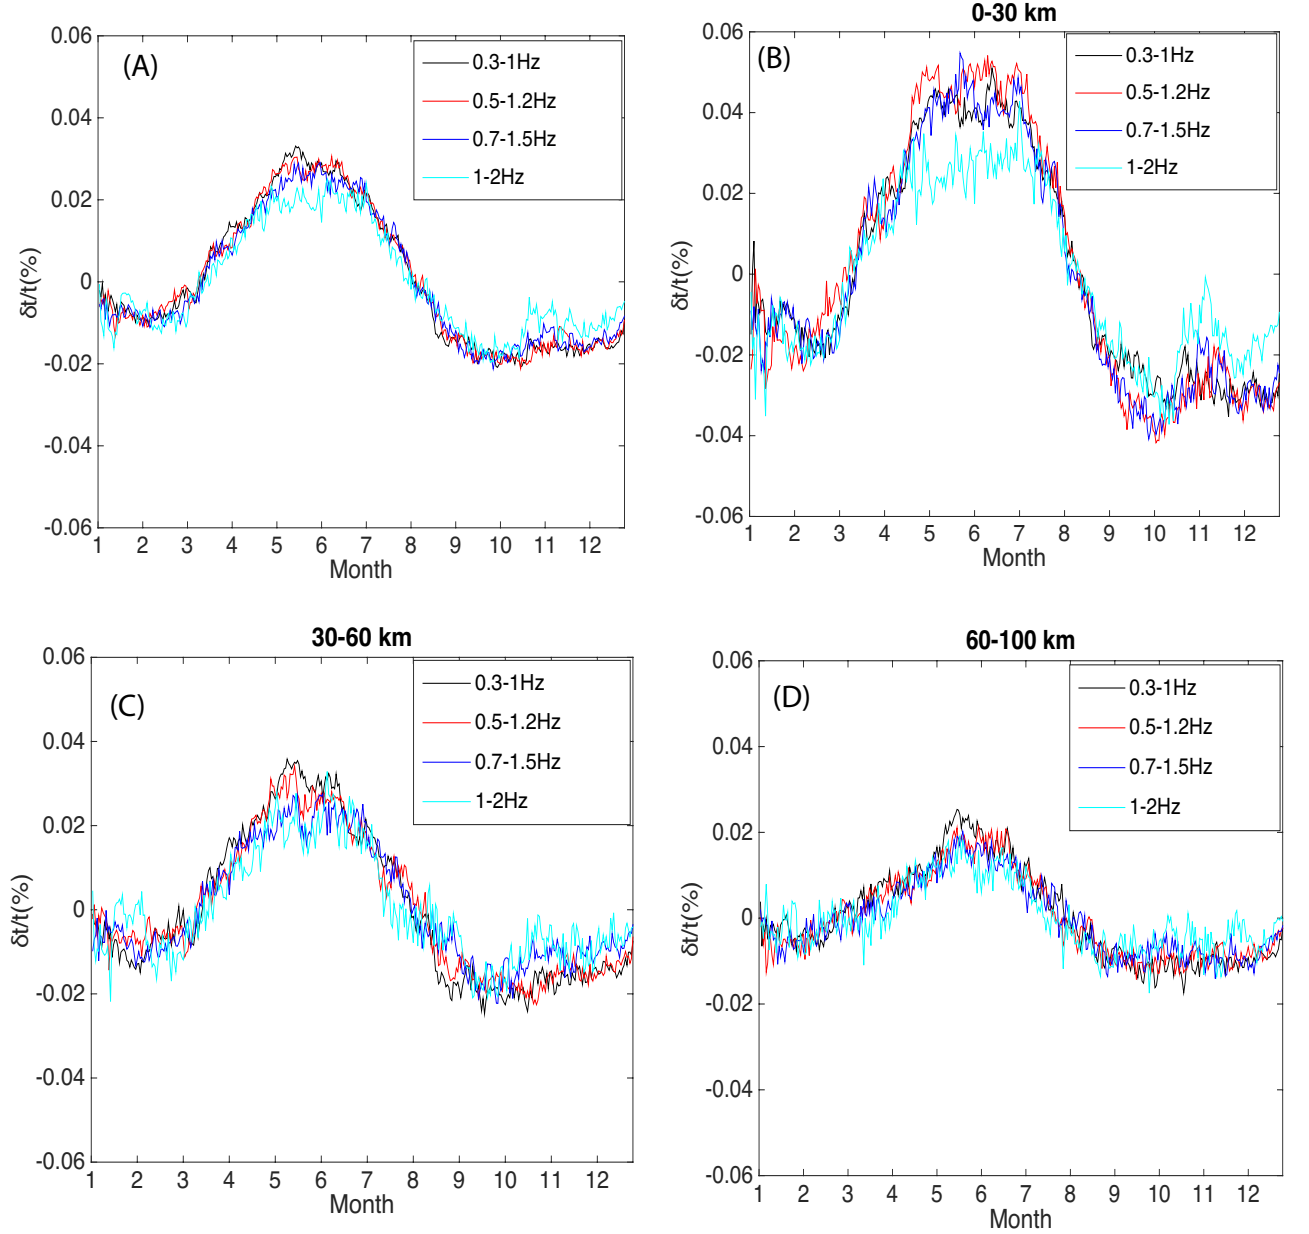 (A)
0.06
0.04
0.02
0
-0.02
-0.04
-0.06
δt/t(%)
1 2 3 4 5 6 7 8 9 10 11 12
Month
0.3-1Hz
0.5-1.2Hz
0.7-1.5Hz
1-2Hz
0-30 km
(B)
0.06
0.04
0.02
0
-0.02
-0.04
-0.06
δt/t(%)
1 2 3 4 5 6 7 8 9 10 11 12
Month
0.3-1Hz
0.5-1.2Hz
0.7-1.5Hz
1-2Hz
30-60 km
(C)
0.06
0.04
0.02
0
-0.02
-0.04
-0.06
δt/t(%)
1 2 3 4 5 6 7 8 9 10 11 12
Month
0.3-1Hz
0.5-1.2Hz
0.7-1.5Hz
1-2Hz
60-100 km
(D)
0.06
0.04
0.02
0
-0.02
-0.04
-0.06
δt/t(%)
1 2 3 4 5 6 7 8 9 10 11 12
Month
0.3-1Hz
0.5-1.2Hz
0.7-1.5Hz
1-2Hz